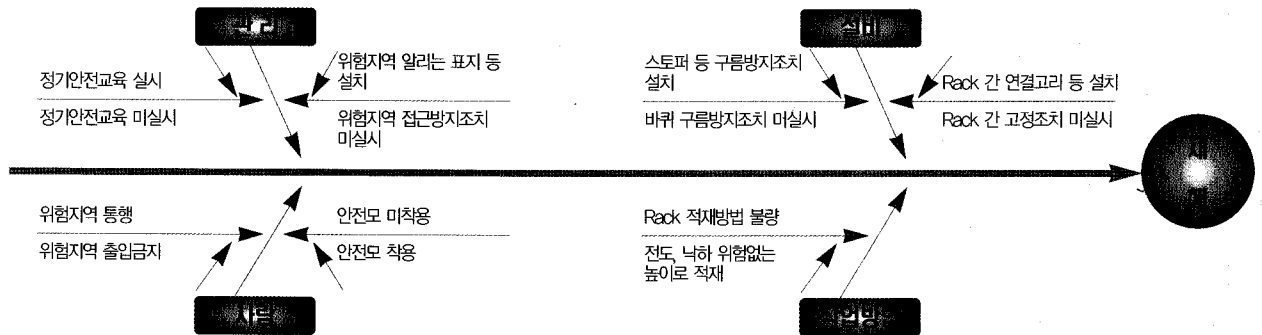 관리
설비
정기안전교육 실시
정기안전교육 미실시
위험지역 알리는 표지 등
설치
위험지역 접근방지조치
미실시
스토퍼 등 구름방지조치
설치
바퀴 구름방지조치 미실시
Rack 간 연결고리 등 설치
Rack 간 고정조치 미실시
재
해
위험지역 통행
위험지역 출입금지
안전모 미착용
안전모 착용
Rack 적재방법 불량
전도, 낙하 위험없는
높이로 적재
사람